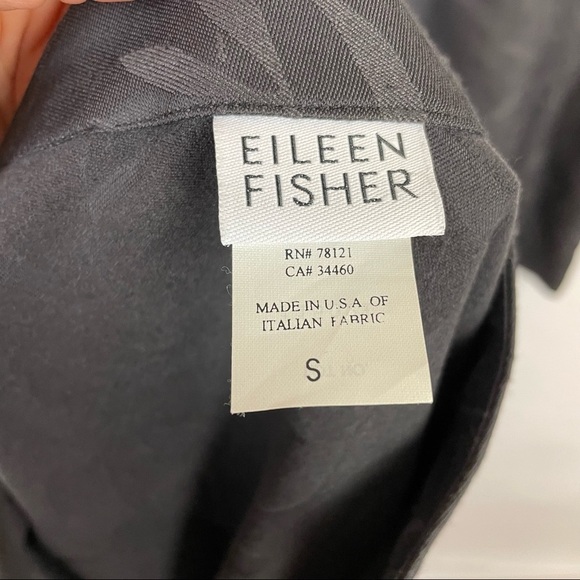 EILEEN
FISHER
RN# 78121
CA# 34460
MADE IN U.S.A. OF
ITALIAN FABRIC
S